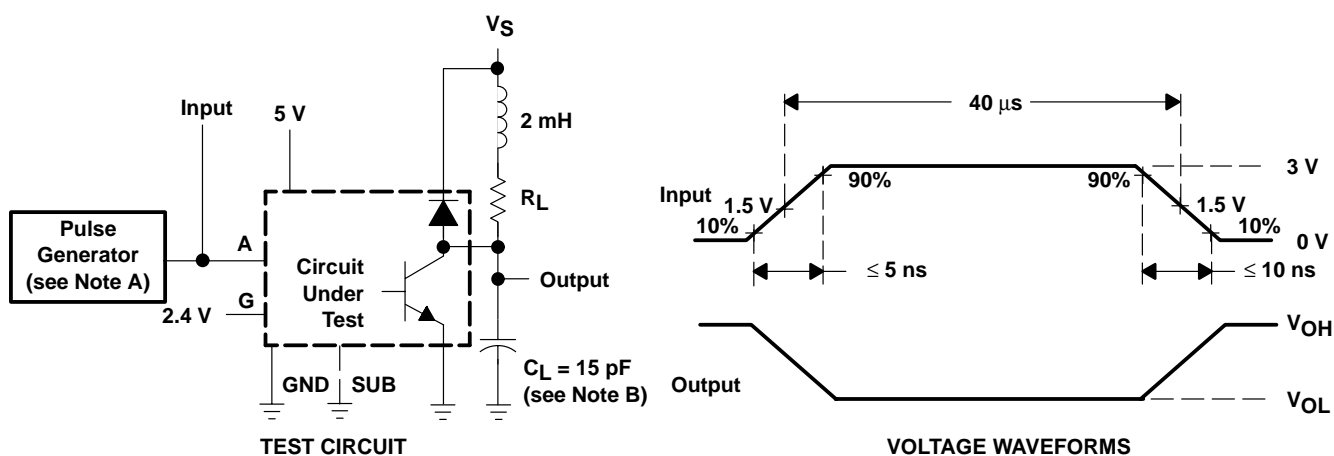 VS
Input
5 V
2 mH
RL
Pulse
Generator
(see Note A)
A
G
2.4 V
Circuit
Under
Test
Output
GND
SUB
CL = 15 pF
(see Note B)
TEST CIRCUIT
40 μs
3 V
90%
90%
Input
1.5 V
1.5 V
10%
10%
0 V
≤ 5 ns
≤ 10 ns
VOH
Output
VOL
VOLTAGE WAVEFORMS